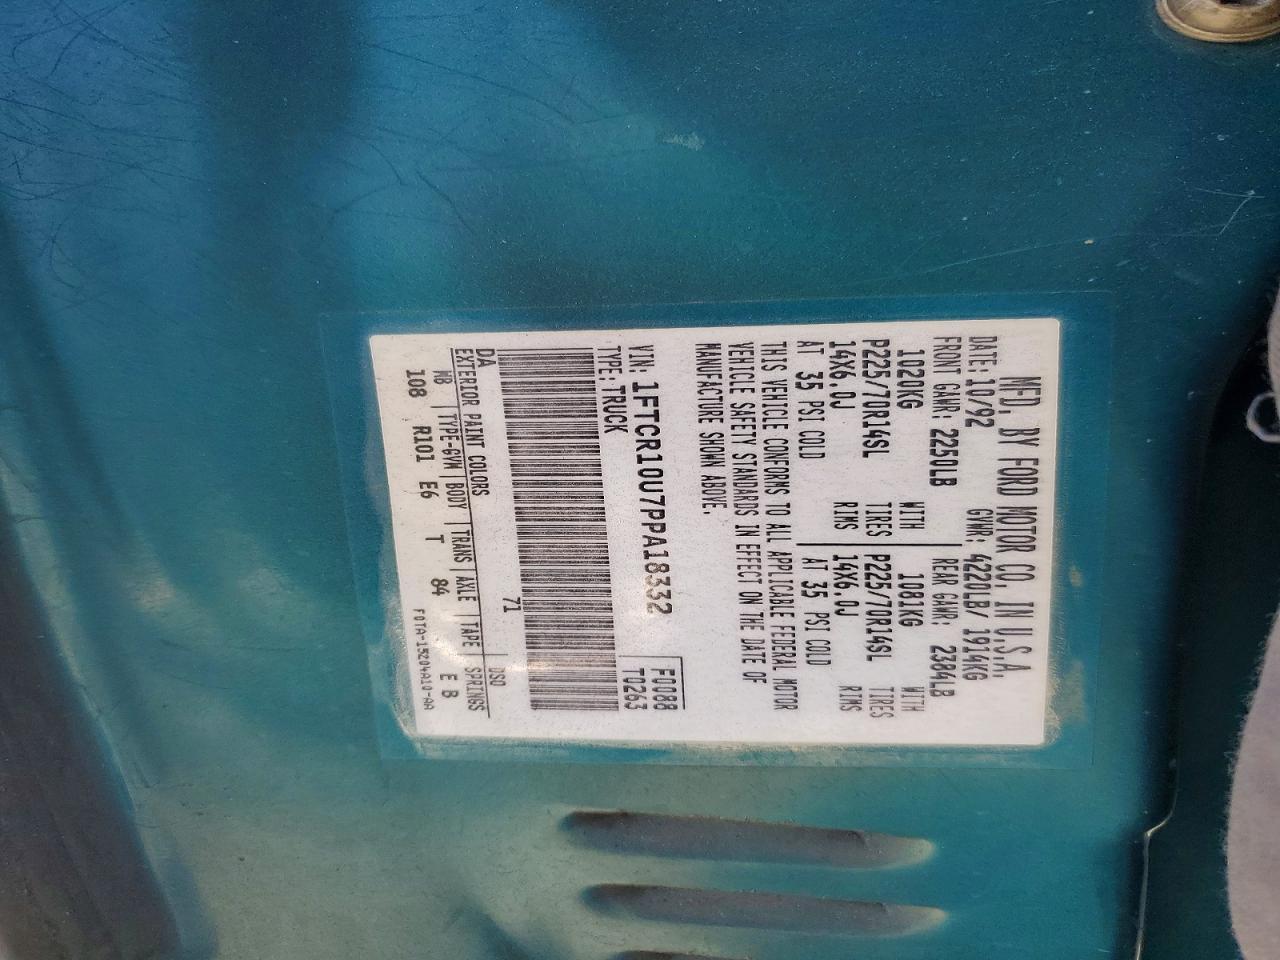 MFD. BY FORD MOTOR CO. IN U.S.A.
DATE: 10/92 GVWR: 4220LB/ 1914KG
FRONT GAWR: 2250LB REAR GAWR: 2384LB
1020KG WITH 1081KG WITH
P225/70R14SL TIRES P225/70R14SL TIRES
14X6.0J RIMS 14X6.0J RIMS
AT 35 PSI COLD AT 35 PSI COLD
THIS VEHICLE CONFORMS TO ALL APPLICABLE FEDERAL MOTOR
VEHICLE SAFETY STANDARDS IN EFFECT ON THE DATE OF
MANUFACTURE SHOWN ABOVE.
VIN: 1FTCR10U7PPA18332 FG088
TYPE: TRUCK T0263
DA 71
EXTERIOR PAINT COLORS DSO
WB TYPE-GVW BODY TRANS AXLE TAPE SPRINGS
108 R101 E6 T 84 E B
F0TA-15204A10-AA